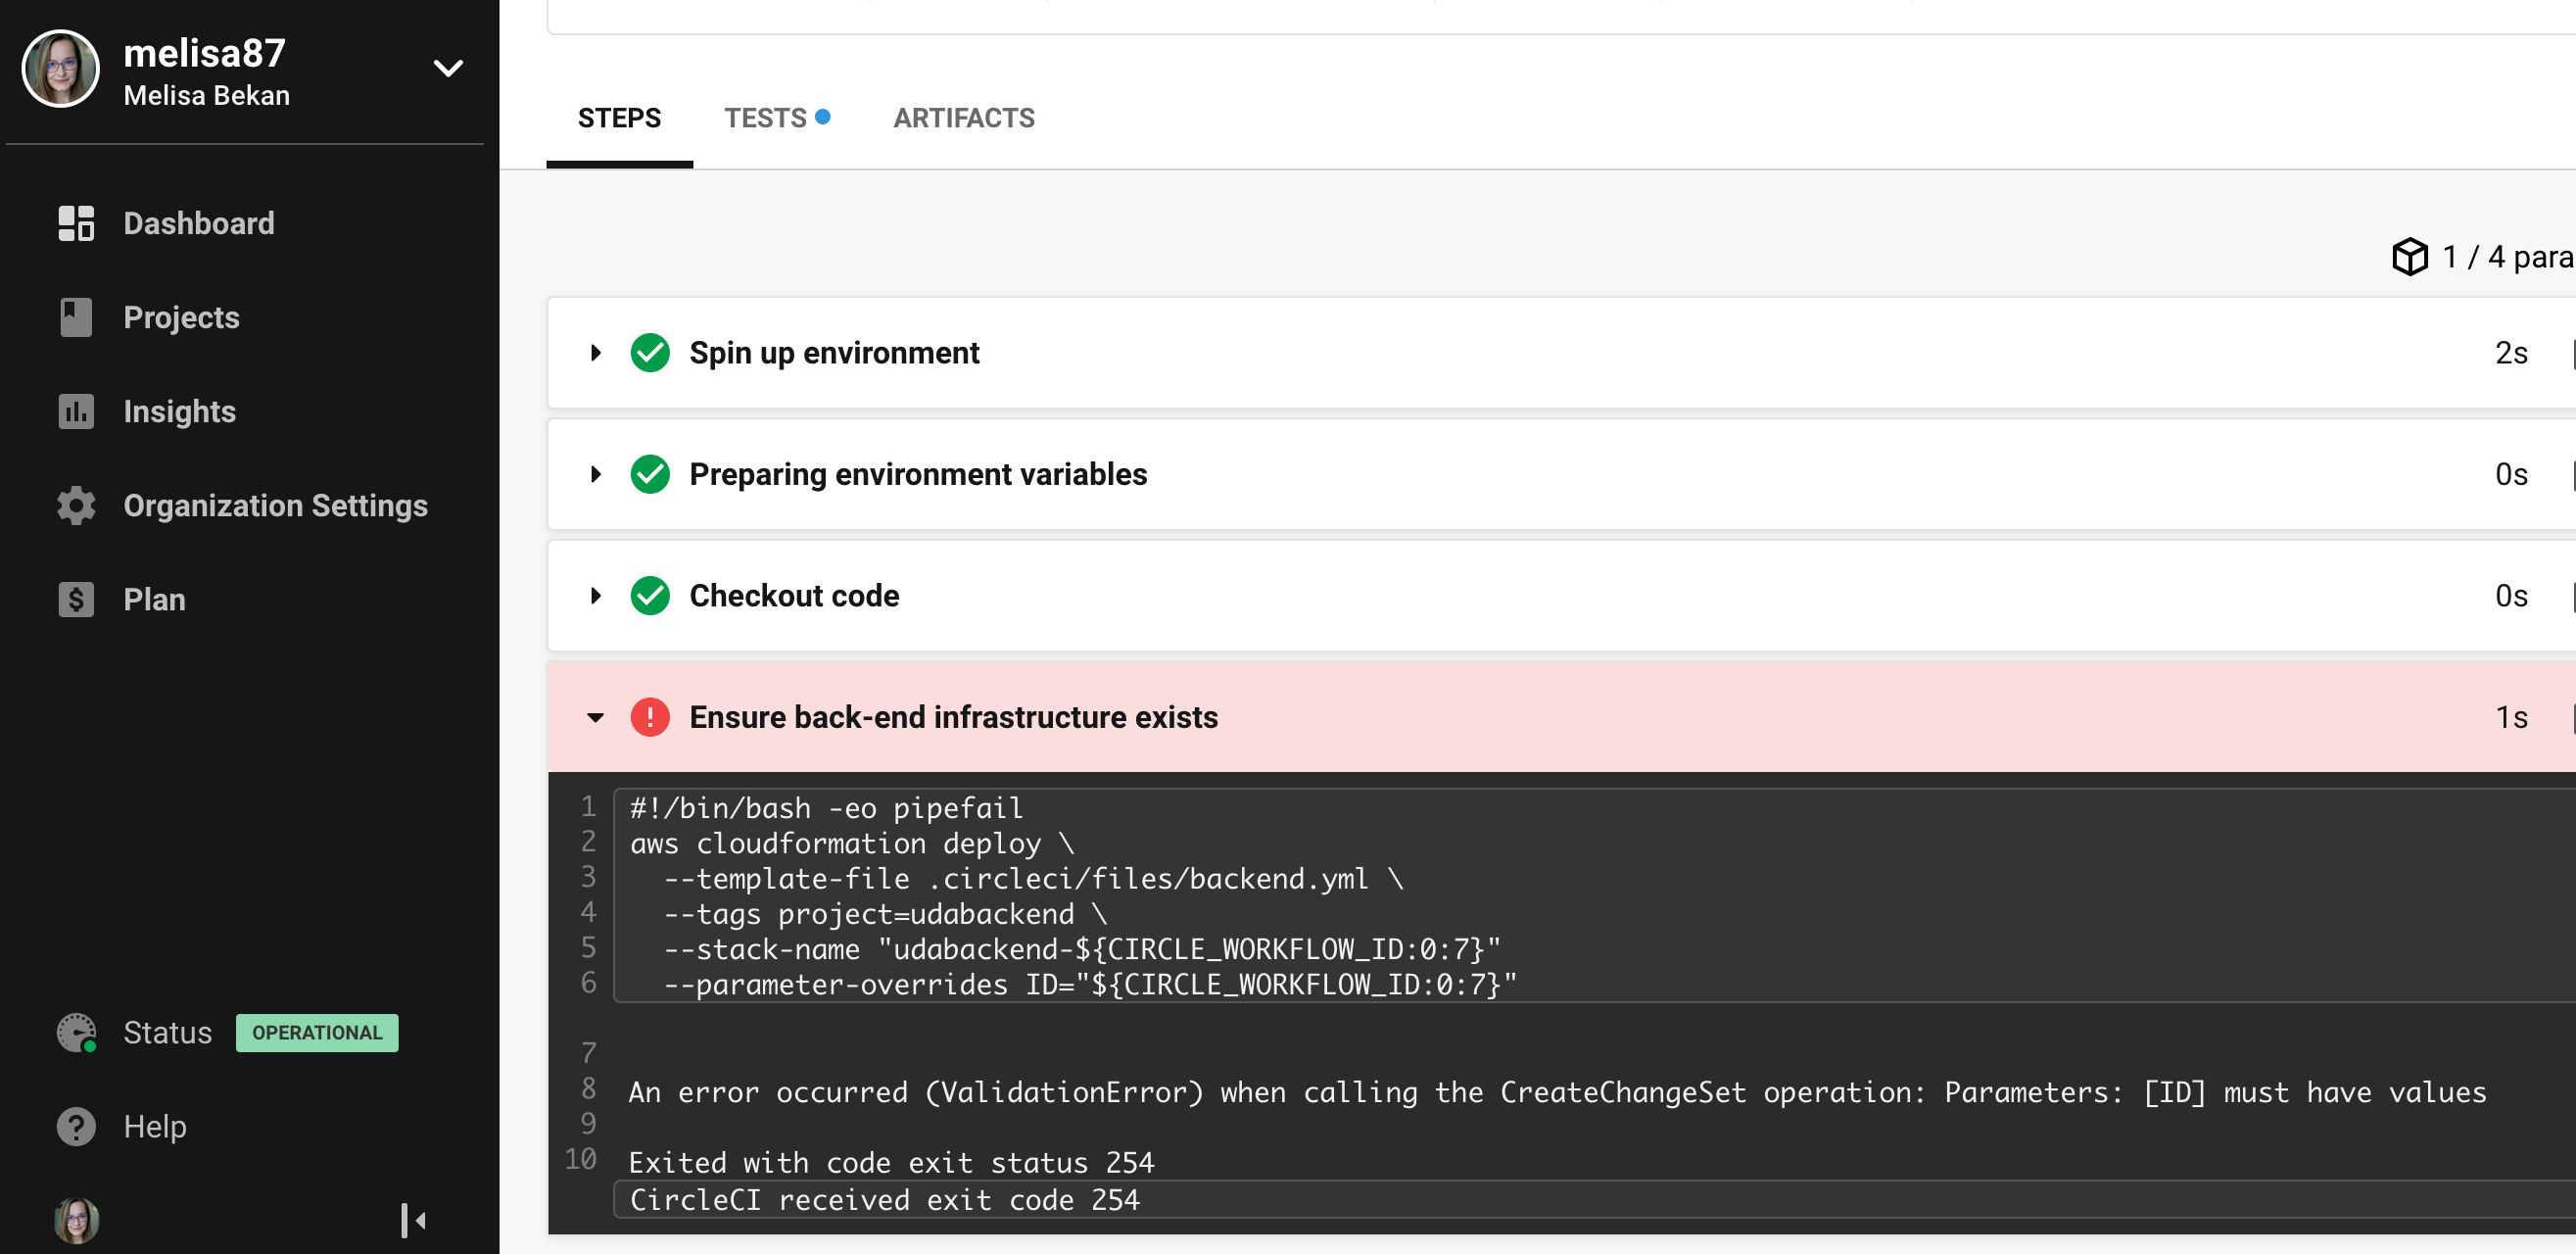 melisa87
Melisa Bekan
Dashboard
Projects
Insights
Organization Settings
Plan
Status OPERATIONAL
Help
STEPS TESTS ARTIFACTS
1 / 4 para
Spin up environment 2s
Preparing environment variables 0s
Checkout code 0s
Ensure back-end infrastructure exists 1s
1 #!/bin/bash -eo pipefail
2 aws cloudformation deploy \
3 --template-file .circleci/files/backend.yml \
4 --tags project=udabackend \
5 --stack-name "udabackend-${CIRCLE_WORKFLOW_ID:0:7}"
6 --parameter-overrides ID="${CIRCLE_WORKFLOW_ID:0:7}"
7
8 An error occurred (ValidationError) when calling the CreateChangeSet operation: Parameters: [ID] must have values
9
10 Exited with code exit status 254
CircleCI received exit code 254